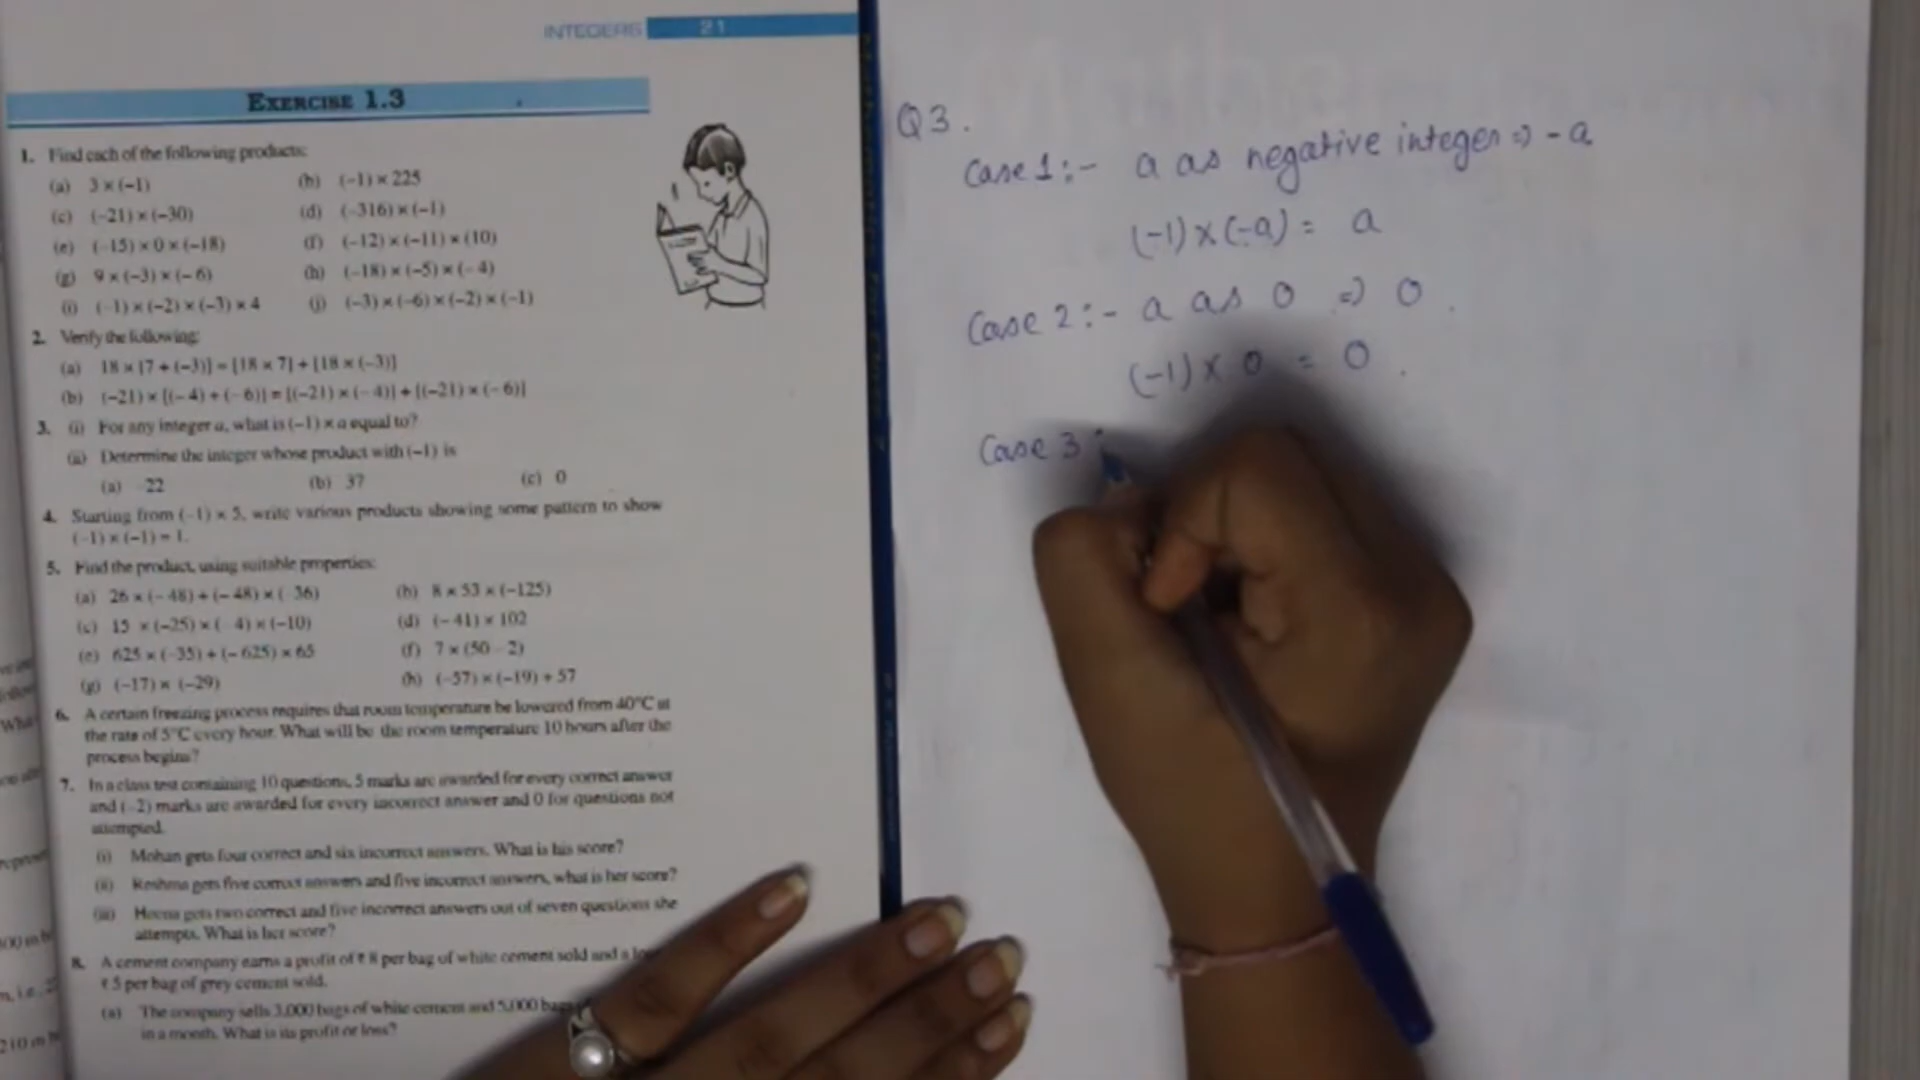 INTEGERS 21
EXERCISE 1.3
1. Find each of the following products:
(a) 3 × (–1) (b) (–1) × 225
(c) (–21) × (–30) (d) (–316) × (–1)
(e) (–15) × 0 × (–18) (f) (–12) × (–11) × (10)
(g) 9 × (–3) × (–6) (h) (–18) × (–5) × (–4)
(i) (–1) × (–2) × (–3) × 4 (j) (–3) × (–6) × (–2) × (–1)
2. Verify the following:
(a) 18 × [7 + (–3)] = [18 × 7] + [18 × (–3)]
(b) (–21) × [(–4) + (–6)] = [(–21) × (–4)] + [(–21) × (–6)]
3. (i) For any integer a, what is (–1) × a equal to?
(ii) Determine the integer whose product with (–1) is
(a) –22 (b) 37 (c) 0
4. Starting from (–1) × 5, write various products showing some pattern to show
(–1) × (–1) = 1.
5. Find the product, using suitable properties:
(a) 26 × (–48) + (–48) × (–36) (b) 8 × 53 × (–125)
(c) 15 × (–25) × (–4) × (–10) (d) (–41) × 102
(e) 625 × (–35) + (–625) × 65 (f) 7 × (50 – 2)
(g) (–17) × (–29) (h) (–57) × (–19) + 57
6. A certain freezing process requires that room temperature be lowered from 40°C at
the rate of 5°C every hour. What will be the room temperature 10 hours after the
process begins?
7. In a class test containing 10 questions, 5 marks are awarded for every correct answer
and (–2) marks are awarded for every incorrect answer and 0 for questions not
attempted.
(i) Mohan gets four correct and six incorrect answers. What is his score?
(ii) Reshma gets five correct answers and five incorrect answers, what is her score?
(iii) Heena gets two correct and five incorrect answers out of seven questions she
attempts. What is her score?
8. A cement company earns a profit of ₹ 8 per bag of white cement sold and a
₹ 5 per bag of grey cement sold.
(a) The company sells 3,000 bags of white cement and 5,000 bags
in a month. What is its profit or loss?
Q3.
Case 1:- a as negative integer => -a
(-1) x (-a) = a
Case 2:- a as 0 => 0.
(-1) x 0 = 0.
Case 3: